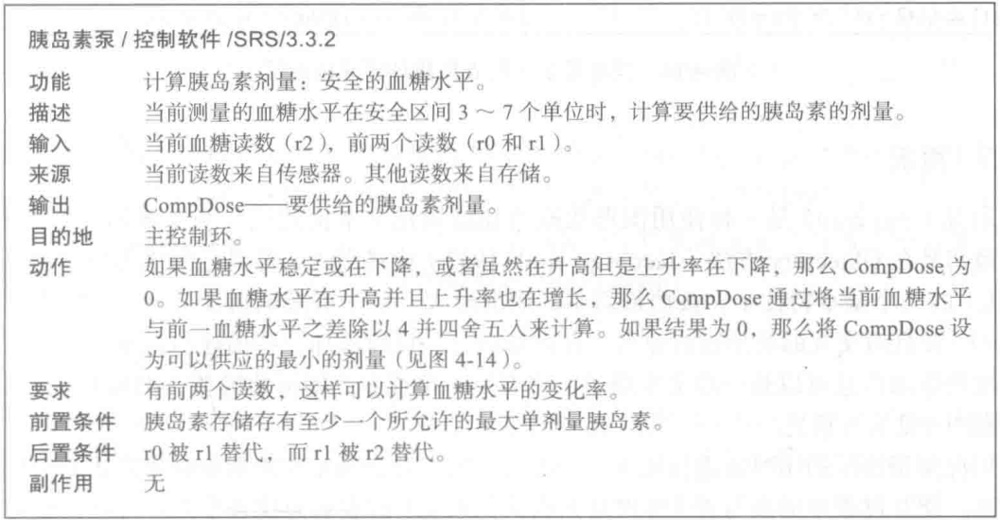 胰岛素泵 / 控制软件 /SRS/3.3.2
功能 计算胰岛素剂量：安全的血糖水平。
描述 当前测量的血糖水平在安全区间 3 ～ 7 个单位时，计算要供给的胰岛素的剂量。
输入 当前血糖读数（r2），前两个读数（r0 和 r1）。
来源 当前读数来自传感器。其他读数来自存储。
输出 CompDose——要供给的胰岛素剂量。
目的地 主控制环。
动作 如果血糖水平稳定或在下降，或者虽然在升高但是上升率在下降，那么 CompDose 为
0。如果血糖水平在升高并且上升率也在增长，那么 CompDose 通过将当前血糖水平
与前一血糖水平之差除以 4 并四舍五入来计算。如果结果为 0，那么将 CompDose 设
为可以供应的最小的剂量（见图 4-14）。
要求 有前两个读数，这样可以计算血糖水平的变化率。
前置条件 胰岛素存储存有至少一个所允许的最大单剂量胰岛素。
后置条件 r0 被 r1 替代，而 r1 被 r2 替代。
副作用 无